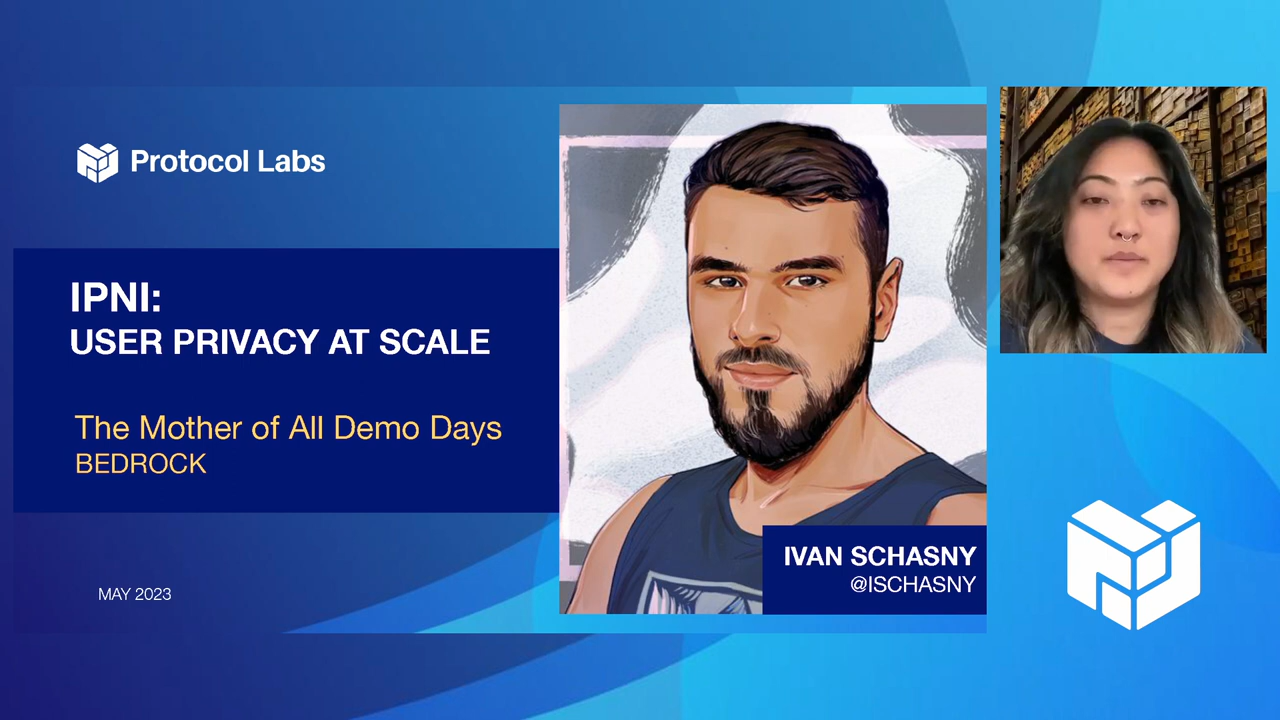 Protocol Labs
IPNI:
USER PRIVACY AT SCALE
The Mother of All Demo Days
BEDROCK
MAY 2023
IVAN SCHASNY
@ISCHASNY